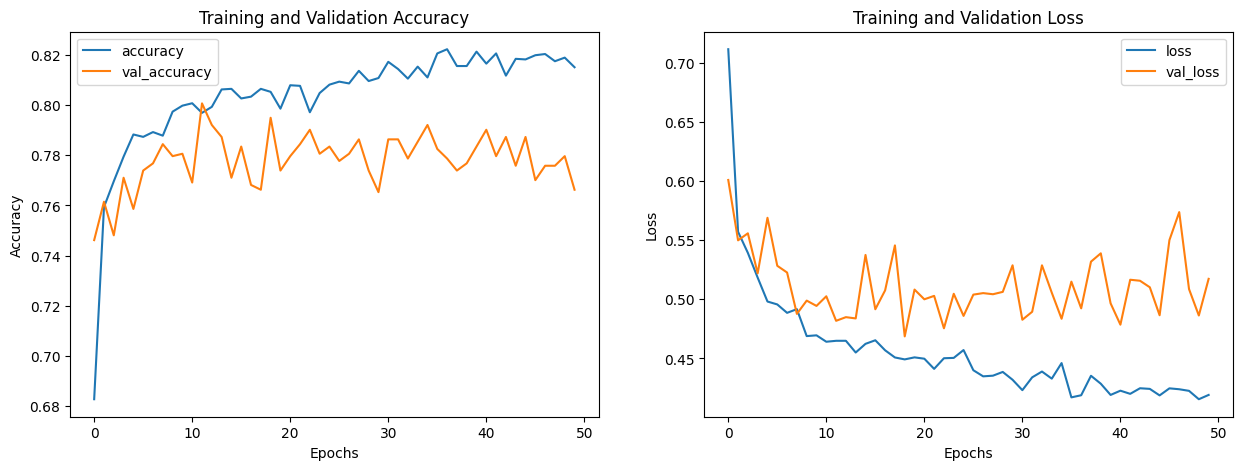 Training and Validation Accuracy
accuracy
val_accuracy
0.82
0.80
0.78
0.76
0.74
0.72
0.70
0.68
Accuracy
0
10
20
30
40
50
Epochs
Training and Validation Loss
loss
val_loss
0.70
0.65
0.60
0.55
0.50
0.45
Loss
0
10
20
30
40
50
Epochs